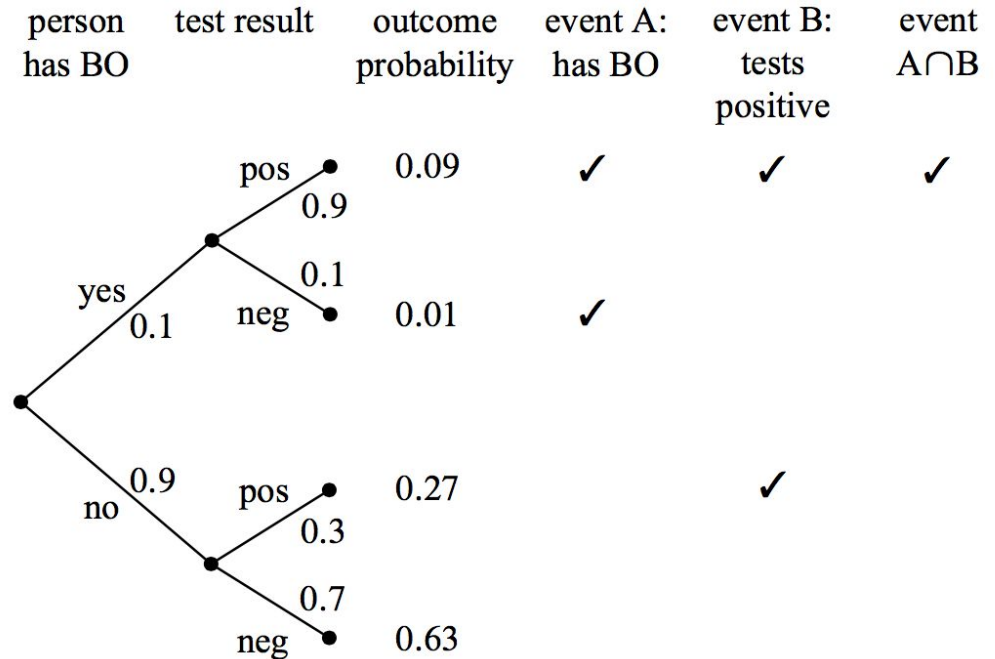 person test result outcome event A: event B: event
has BO probability has BO tests A∩B
positive
pos 0.09 ✓ ✓ ✓
0.9
yes 0.1
0.1 neg 0.01 ✓
0.9 pos 0.27 ✓
no 0.3
0.7
neg 0.63